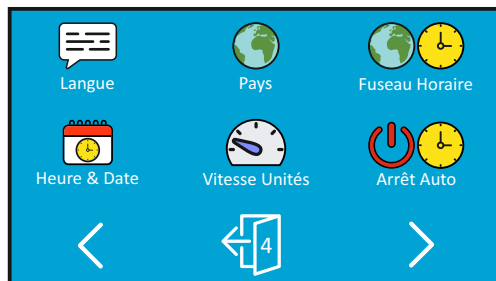 Langue
Pays
Fuseau Horaire
Heure & Date
Vitesse Unités
Arrêt Auto
4